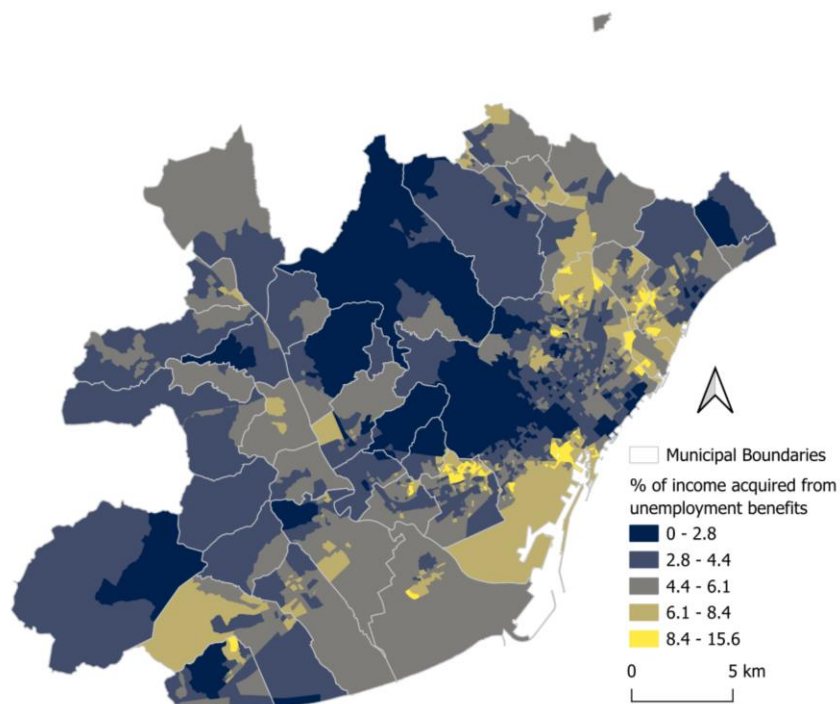 Municipal Boundaries
% of income acquired from
unemployment benefits
0 - 2.8
2.8 - 4.4
4.4 - 6.1
6.1 - 8.4
8.4 - 15.6
0 5 km